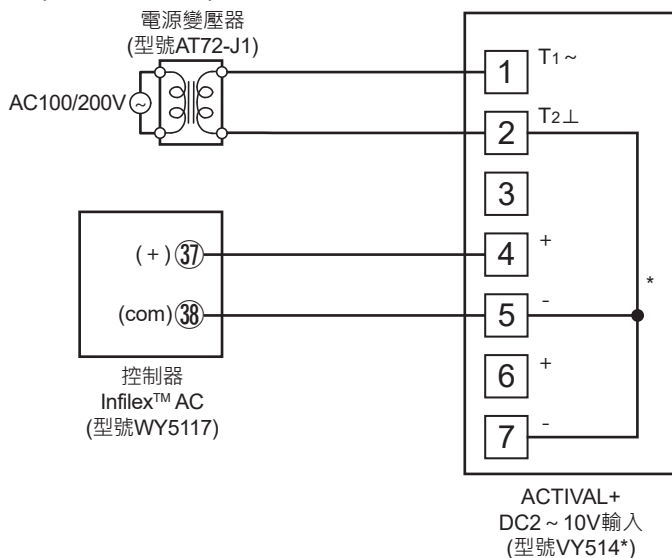 電源變壓器
(型號AT72-J1)
AC100/200V
1 T1~
2 T2⊥
3
(+) 37 4 +
*
(com) 38 5 -
6 +
7 -
控制器
Infilex™ AC
(型號WY5117)
ACTIVAL+
DC2~10V輸入
(型號VY514*)